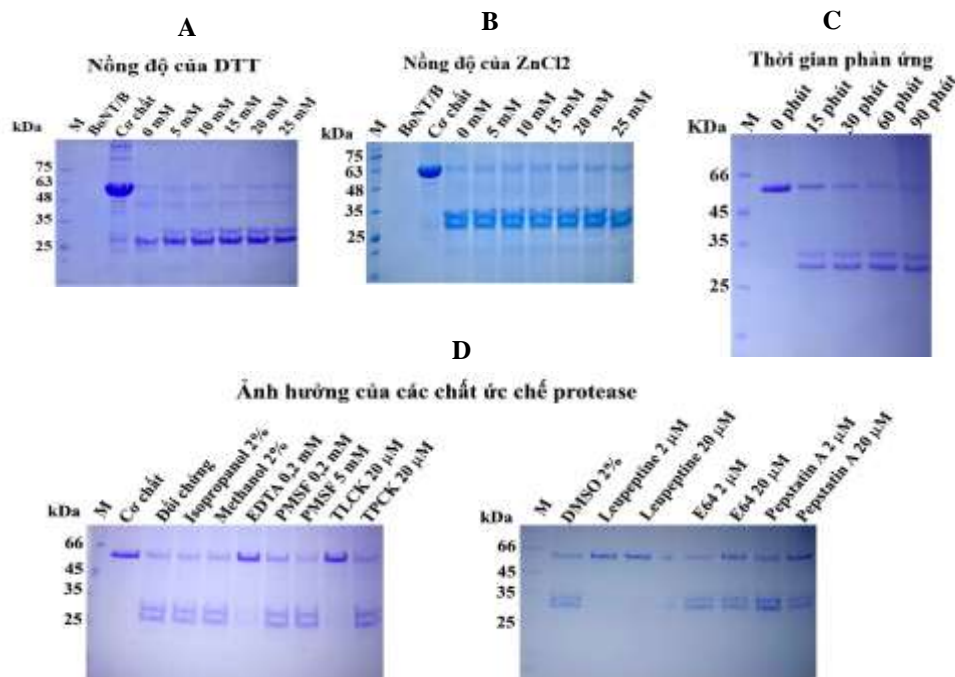 A
Nồng độ của DTT
kDa
M
BoNT/B
Cơ chất
0 mM
5 mM
10 mM
15 mM
20 mM
25 mM
75
63
48
35
25
B
Nồng độ của ZnCl2
kDa
M
BoNT/B
Cơ chất
0 mM
5 mM
10 mM
15 mM
20 mM
25 mM
75
63
48
35
25
C
Thời gian phản ứng
KDa
M
0 phút
15 phút
30 phút
60 phút
90 phút
66
45
35
25
D
Ảnh hưởng của các chất ức chế protease
kDa
M
Cơ chất
Đối chứng
Isopropanol 2%
Methanol 2%
EDTA 0,2 mM
PMSF 0,2 mM
PMSF 5 mM
TLCK 20 μM
TPCK 20 μM
66
45
35
25
kDa
M
DMSO 2%
Leupeptine 2 μM
Leupeptine 20 μM
E64 2 μM
E64 20 μM
Pepstatin A 2 μM
Pepstatin A 20 μM
66
45
35
25